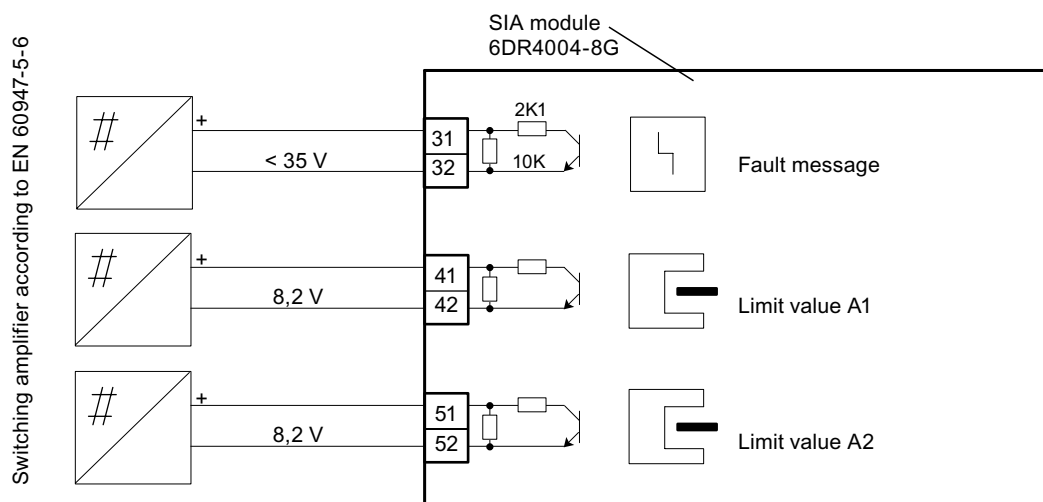 SIA module
6DR4004-8G
Switching amplifier according to EN 60947-5-6
#
+
< 35 V
31
32
2K1
10K
Fault message
#
+
8,2 V
41
42
Limit value A1
#
+
8,2 V
51
52
Limit value A2